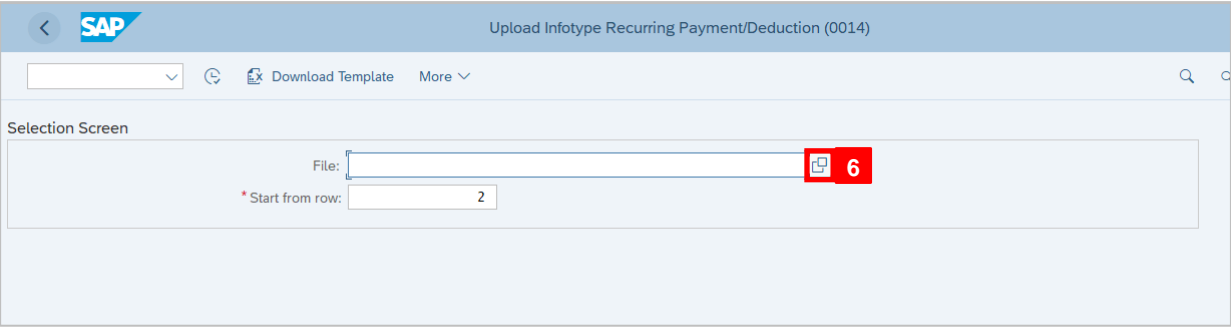 SAP Upload Infotype Recurring Payment/Deduction (0014)
Download Template More
Selection Screen
File: 6
* Start from row: 2